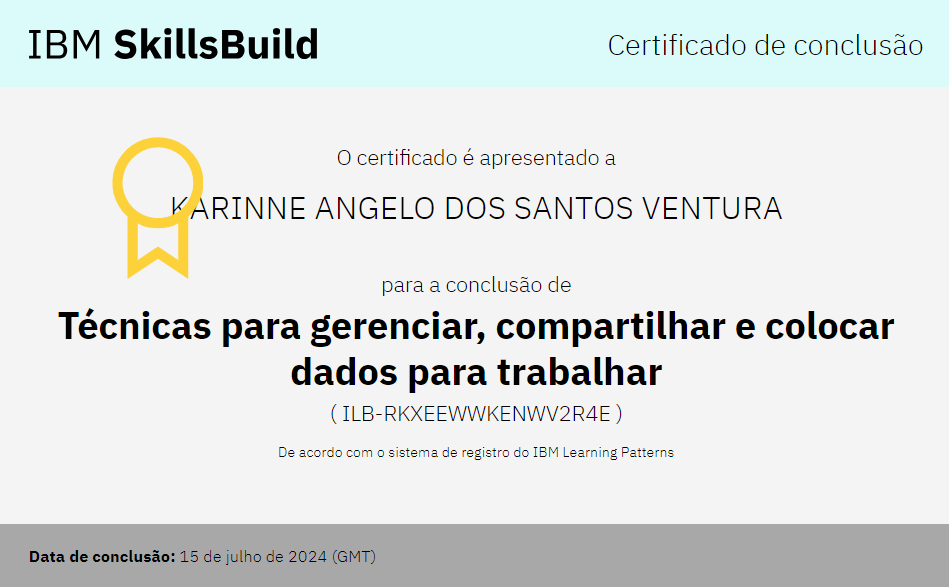 IBM SkillsBuild
Certificado de conclusão
O certificado é apresentado a
KARINNE ANGELO DOS SANTOS VENTURA
para a conclusão de
Técnicas para gerenciar, compartilhar e colocar
dados para trabalhar
( ILB-RKXEEWWKENWV2R4E )
De acordo com o sistema de registro do IBM Learning Patterns
Data de conclusão: 15 de julho de 2024 (GMT)